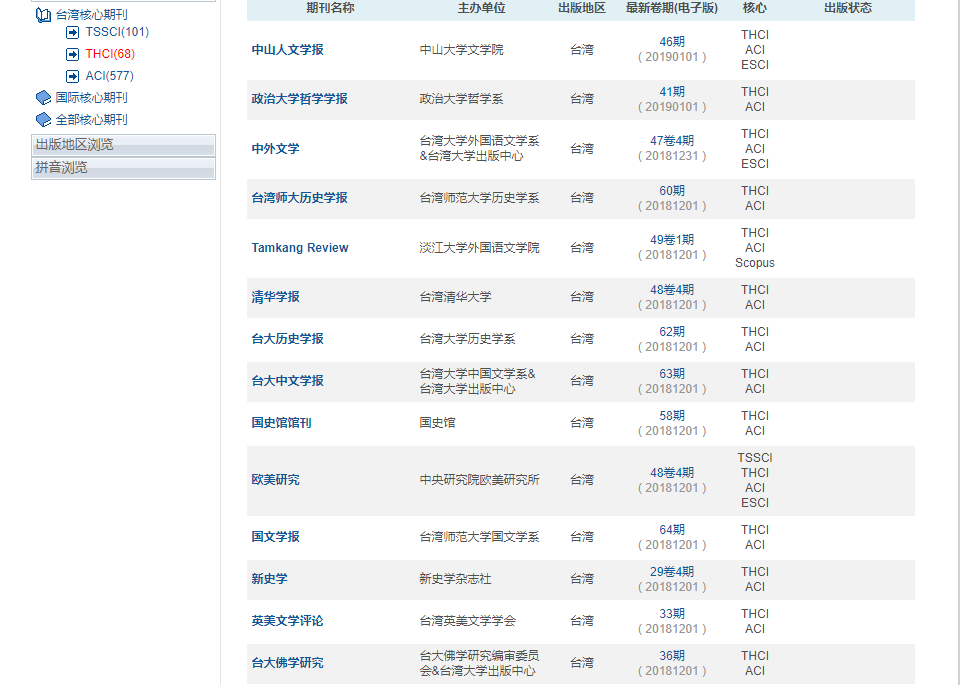 台湾核心期刊
TSSCI(101)
THCI(68)
ACI(577)
国际核心期刊
全部核心期刊
出版地区浏览
拼音浏览
期刊名称 主办单位 出版地区 最新卷期(电子版) 核心 出版状态
中山人文学报 中山大学文学院 台湾 46期 ( 20190101 ) THCI ACI ESCI
政治大学哲学学报 政治大学哲学系 台湾 41期 ( 20190101 ) THCI ACI
中外文学 台湾大学外国语文学系 &台湾大学出版中心 台湾 47卷4期 ( 20181231 ) THCI ACI ESCI
台湾师大历史学报 台湾师范大学历史学系 台湾 60期 ( 20181201 ) THCI ACI
Tamkang Review 淡江大学外国语文学院 台湾 49卷1期 ( 20181201 ) THCI ACI Scopus
清华学报 台湾清华大学 台湾 48卷4期 ( 20181201 ) THCI ACI
台大历史学报 台湾大学历史学系 台湾 62期 ( 20181201 ) THCI ACI
台大中文学报 台湾大学中国文学系& 台湾大学出版中心 台湾 63期 ( 20181201 ) THCI ACI
国史馆馆刊 国史馆 台湾 58期 ( 20181201 ) THCI ACI
欧美研究 中央研究院欧美研究所 台湾 48卷4期 ( 20181201 ) TSSCI THCI ACI ESCI
国文学报 台湾师范大学国文学系 台湾 64期 ( 20181201 ) THCI ACI
新史学 新史学杂志社 台湾 29卷4期 ( 20181201 ) THCI ACI
英美文学评论 台湾英美文学学会 台湾 33期 ( 20181201 ) THCI ACI
台大佛学研究 台大佛学研究编审委员 会&台湾大学出版中心 台湾 36期 ( 20181201 ) THCI ACI